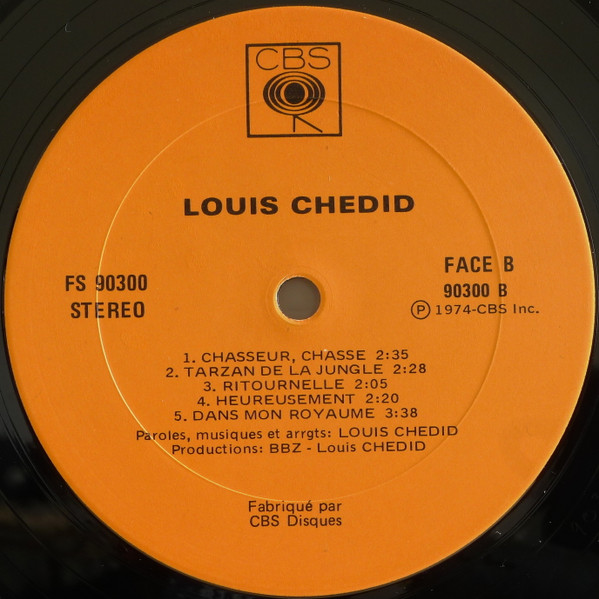 CBS
LOUIS CHEDID
FS 90300
STEREO
FACE B
90300 B
Ⓟ 1974-CBS Inc.
1. CHASSEUR, CHASSE 2:35
2. TARZAN DE LA JUNGLE 2:28
3. RITOURNELLE 2:05
4. HEUREUSEMENT 2:20
5. DANS MON ROYAUME 3:38
Paroles, musiques et arrgts: LOUIS CHEDID
Productions: BBZ - Louis CHEDID
Fabriqué par
CBS Disques